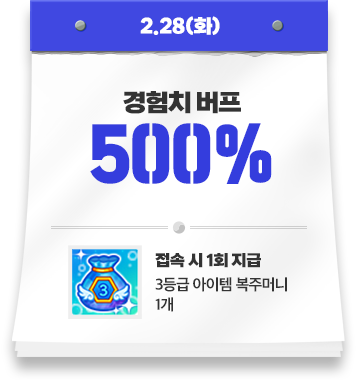 2.28(화)
경험치 버프
500%
접속 시 1회 지급
3등급 아이템 복주머니
1개
3